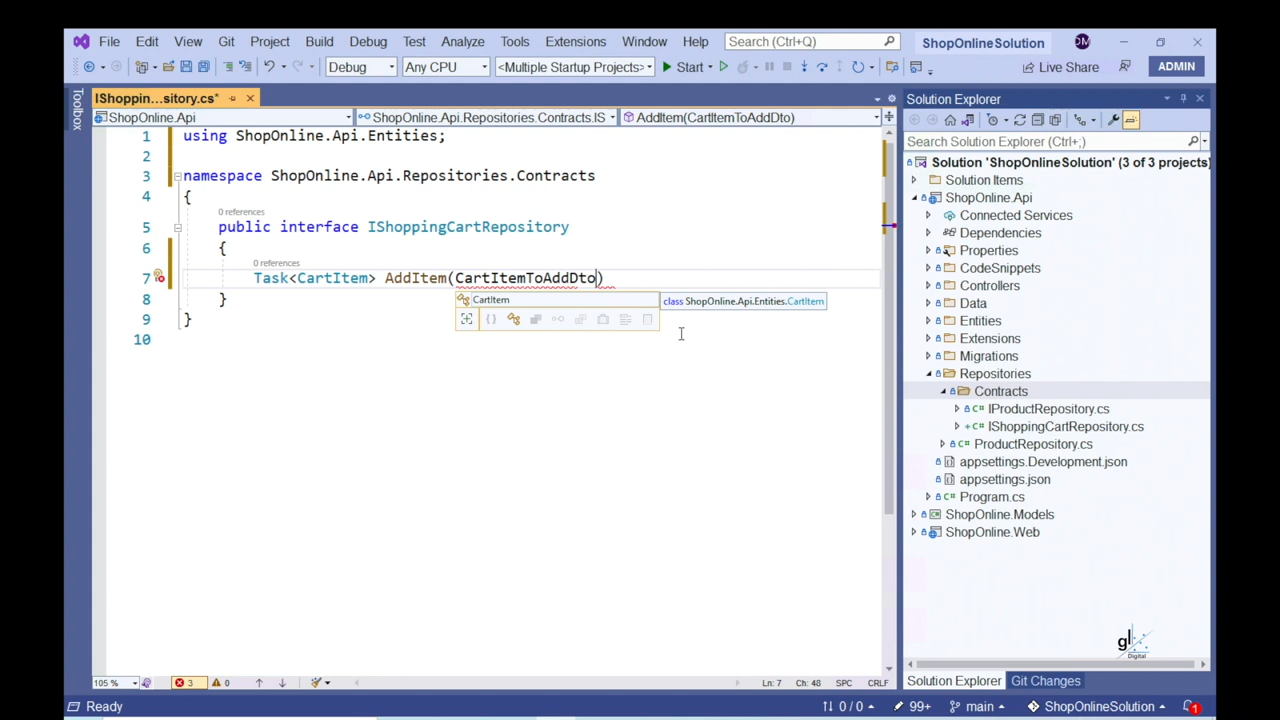 File Edit View Git Project Build Debug Test Analyze Tools Extensions Window Help Search (Ctrl+Q) ShopOnlineSolution DM
Debug Any CPU <Multiple Startup Projects> Start Live Share ADMIN
Toolbox
IShoppin...sitory.cs*
ShopOnline.Api ShopOnline.Api.Repositories.Contracts.IS AddItem(CartItemToAddDto)
1 using ShopOnline.Api.Entities;
2
3 namespace ShopOnline.Api.Repositories.Contracts
4 {
0 references
5 public interface IShoppingCartRepository
6 {
0 references
7 Task<CartItem> AddItem(CartItemToAddDto)
CartItem class ShopOnline.Api.Entities.CartItem
8 }
9 }
10
105 % 3 0 Ln: 7 Ch: 48 SPC CRLF
Solution Explorer
Search Solution Explorer (Ctrl+;)
Solution 'ShopOnlineSolution' (3 of 3 projects)
Solution Items
ShopOnline.Api
Connected Services
Dependencies
Properties
CodeSnippets
Controllers
Data
Entities
Extensions
Migrations
Repositories
Contracts
C# IProductRepository.cs
C# IShoppingCartRepository.cs
C# ProductRepository.cs
appsettings.Development.json
appsettings.json
C# Program.cs
ShopOnline.Models
ShopOnline.Web
gl
Digital
Solution Explorer Git Changes
Ready 0 / 0 99+ main ShopOnlineSolution 1